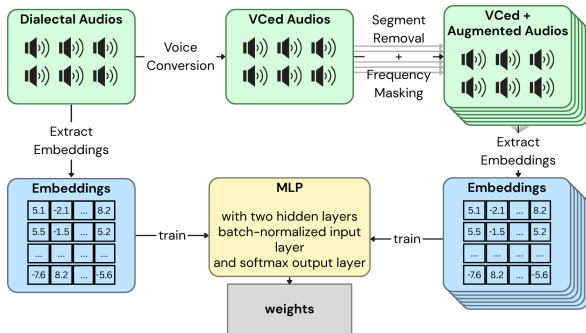 Dialectal Audios
Voice
Conversion
VCed Audios
Segment
Removal
+
Frequency
Masking
VCed +
Augmented Audios
Extract
Embeddings
Extract
Embeddings
Embeddings
5.1 -2.1 ... 8.2
5.5 -1.5 ... 5.2
... ... ... ...
-7.6 8.2 ... -5.6
train
MLP
with two hidden layers
batch-normalized input
layer
and softmax output layer
train
Embeddings
5.1 -2.1 ... 8.2
5.5 -1.5 ... 5.2
... ... ... ...
-7.6 8.2 ... -5.6
weights